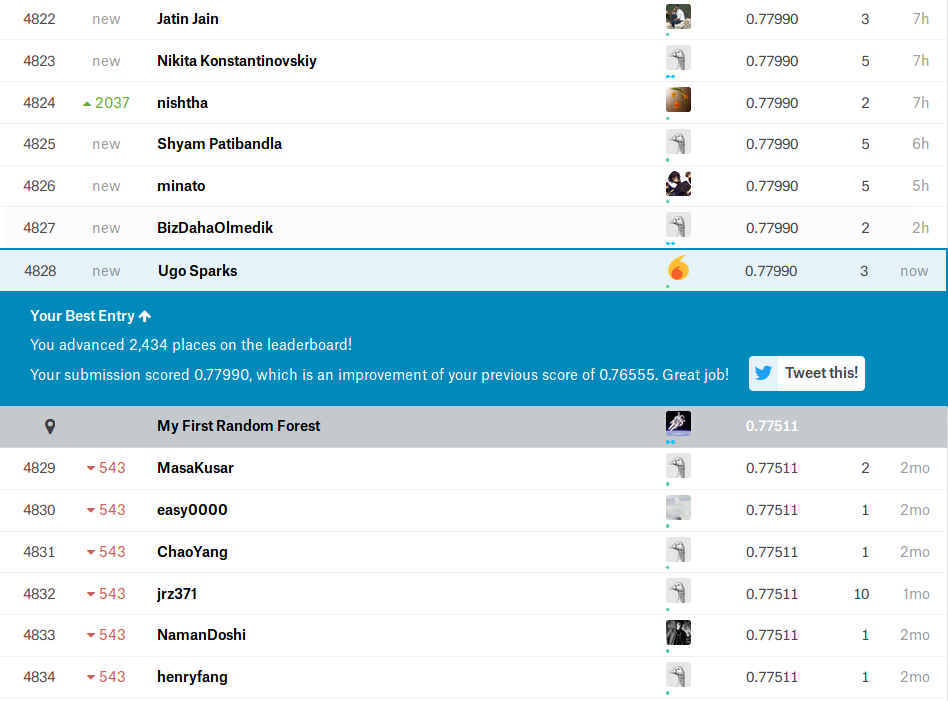 4822 new Jatin Jain 0.77990 3 7h
4823 new Nikita Konstantinovskiy 0.77990 5 7h
4824 2037 nishtha 0.77990 2 7h
4825 new Shyam Patibandla 0.77990 5 6h
4826 new minato 0.77990 5 5h
4827 new BizDahaOlmedik 0.77990 2 2h
4828 new Ugo Sparks 0.77990 3 now
Your Best Entry
You advanced 2,434 places on the leaderboard!
Your submission scored 0.77990, which is an improvement of your previous score of 0.76555. Great job! Tweet this!
My First Random Forest 0.77511
4829 543 MasaKusar 0.77511 2 2mo
4830 543 easy0000 0.77511 1 2mo
4831 543 ChaoYang 0.77511 1 2mo
4832 543 jrz371 0.77511 10 1mo
4833 543 NamanDoshi 0.77511 1 2mo
4834 543 henryfang 0.77511 1 2mo